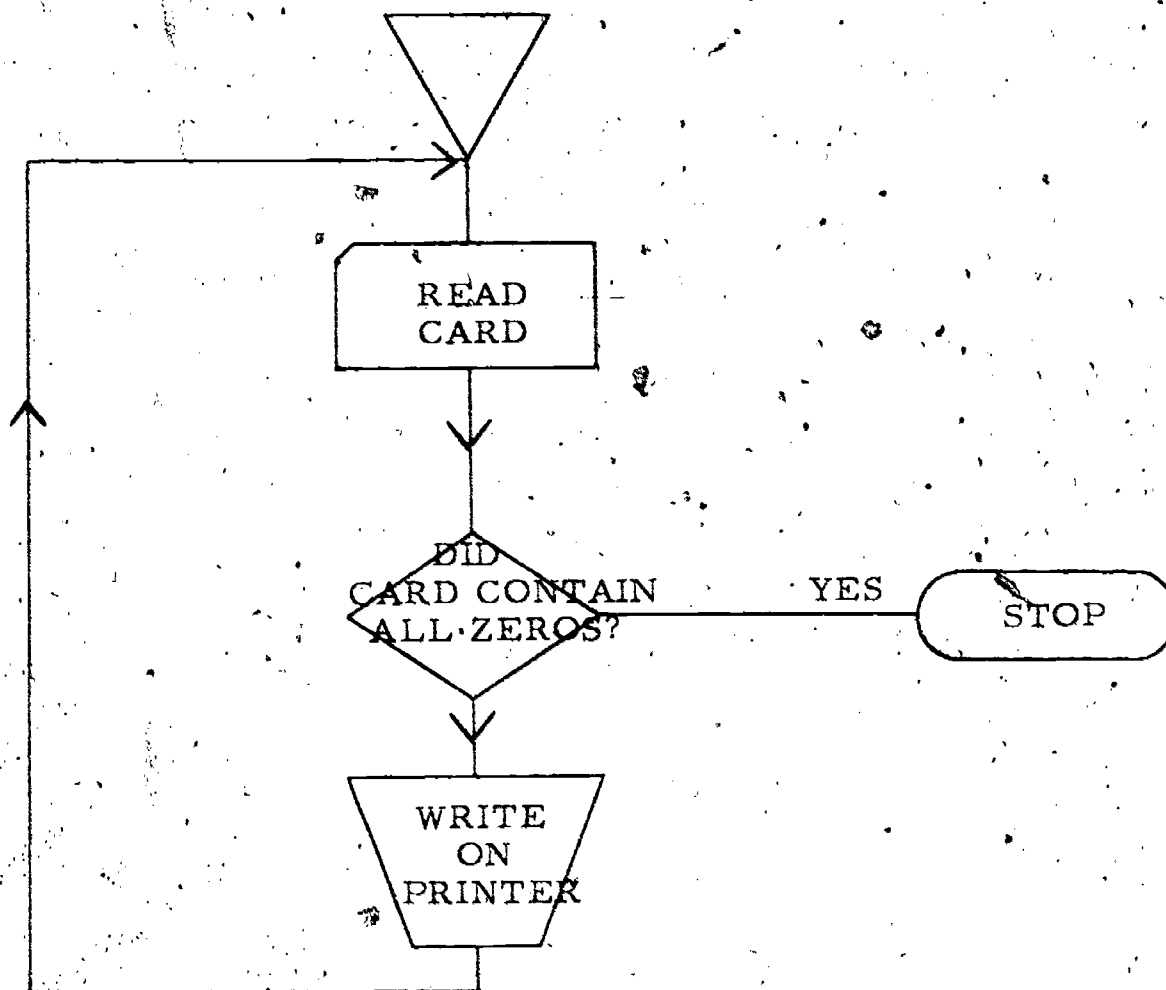 READ
CARD
DID
CARD CONTAIN
ALL ZEROS?
YES
STOP
WRITE
ON
PRINTER